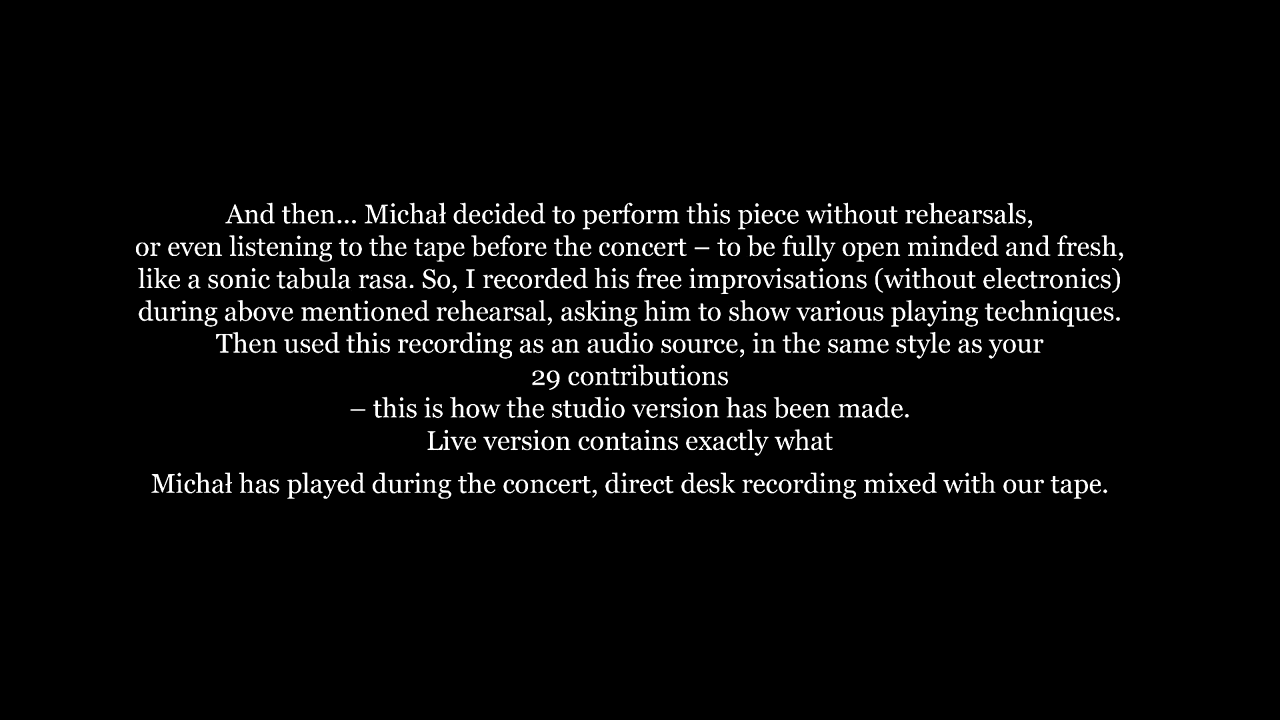 And then... Michał decided to perform this piece without rehearsals,
or even listening to the tape before the concert – to be fully open minded and fresh,
like a sonic tabula rasa. So, I recorded his free improvisations (without electronics)
during above mentioned rehearsal, asking him to show various playing techniques.
Then used this recording as an audio source, in the same style as your
29 contributions
– this is how the studio version has been made.
Live version contains exactly what
Michał has played during the concert, direct desk recording mixed with our tape.